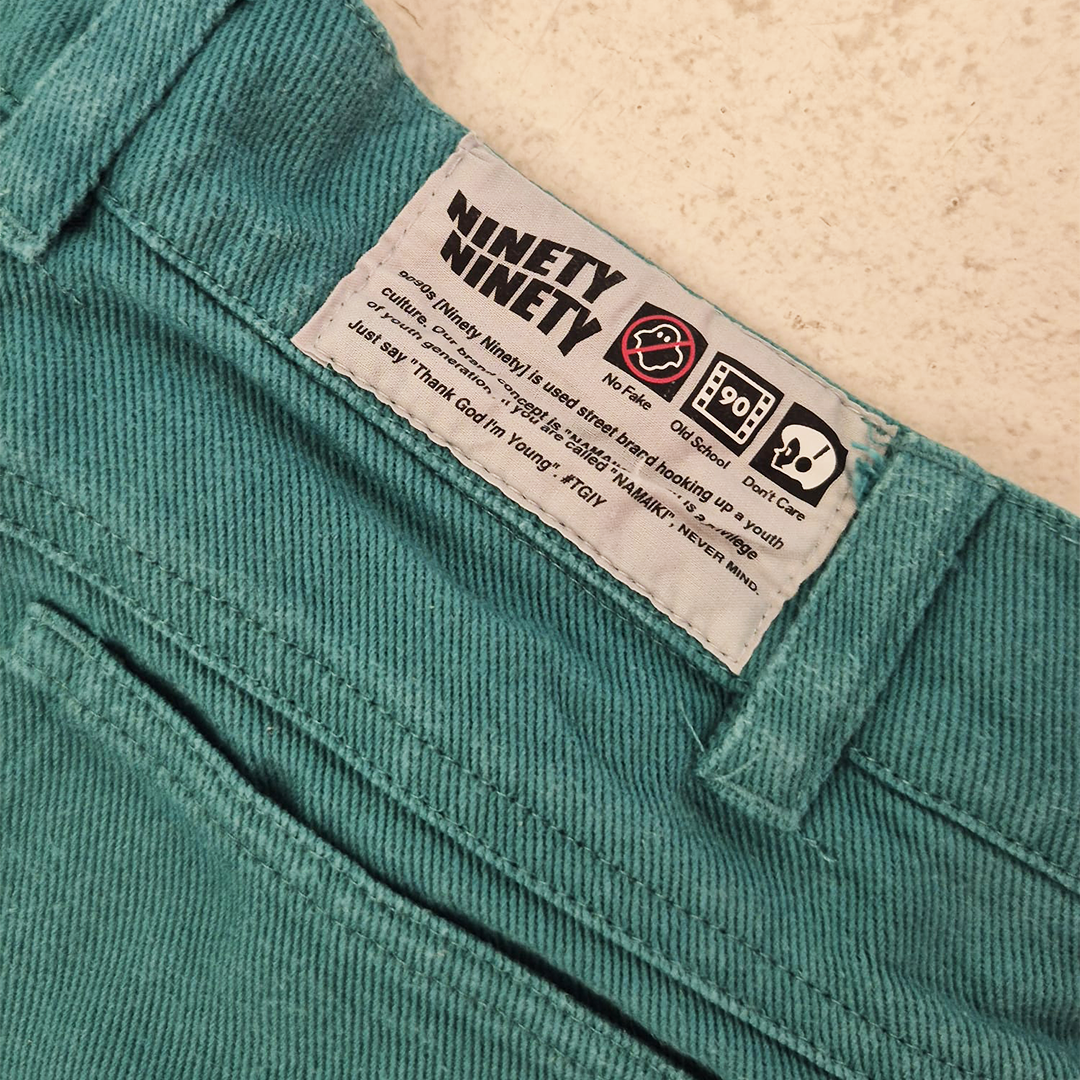 NINETY
NINETY
No Fake
90
Old School
Don't Care
9090s [Ninety Ninety] is used street brand hooking up a youth
culture. Our brand concept is "NAMAIKI", is a privilege
of youth generation. you are called "NAMAIKI", NEVER MIND.
Just say "Thank God I'm Young". #TGIY